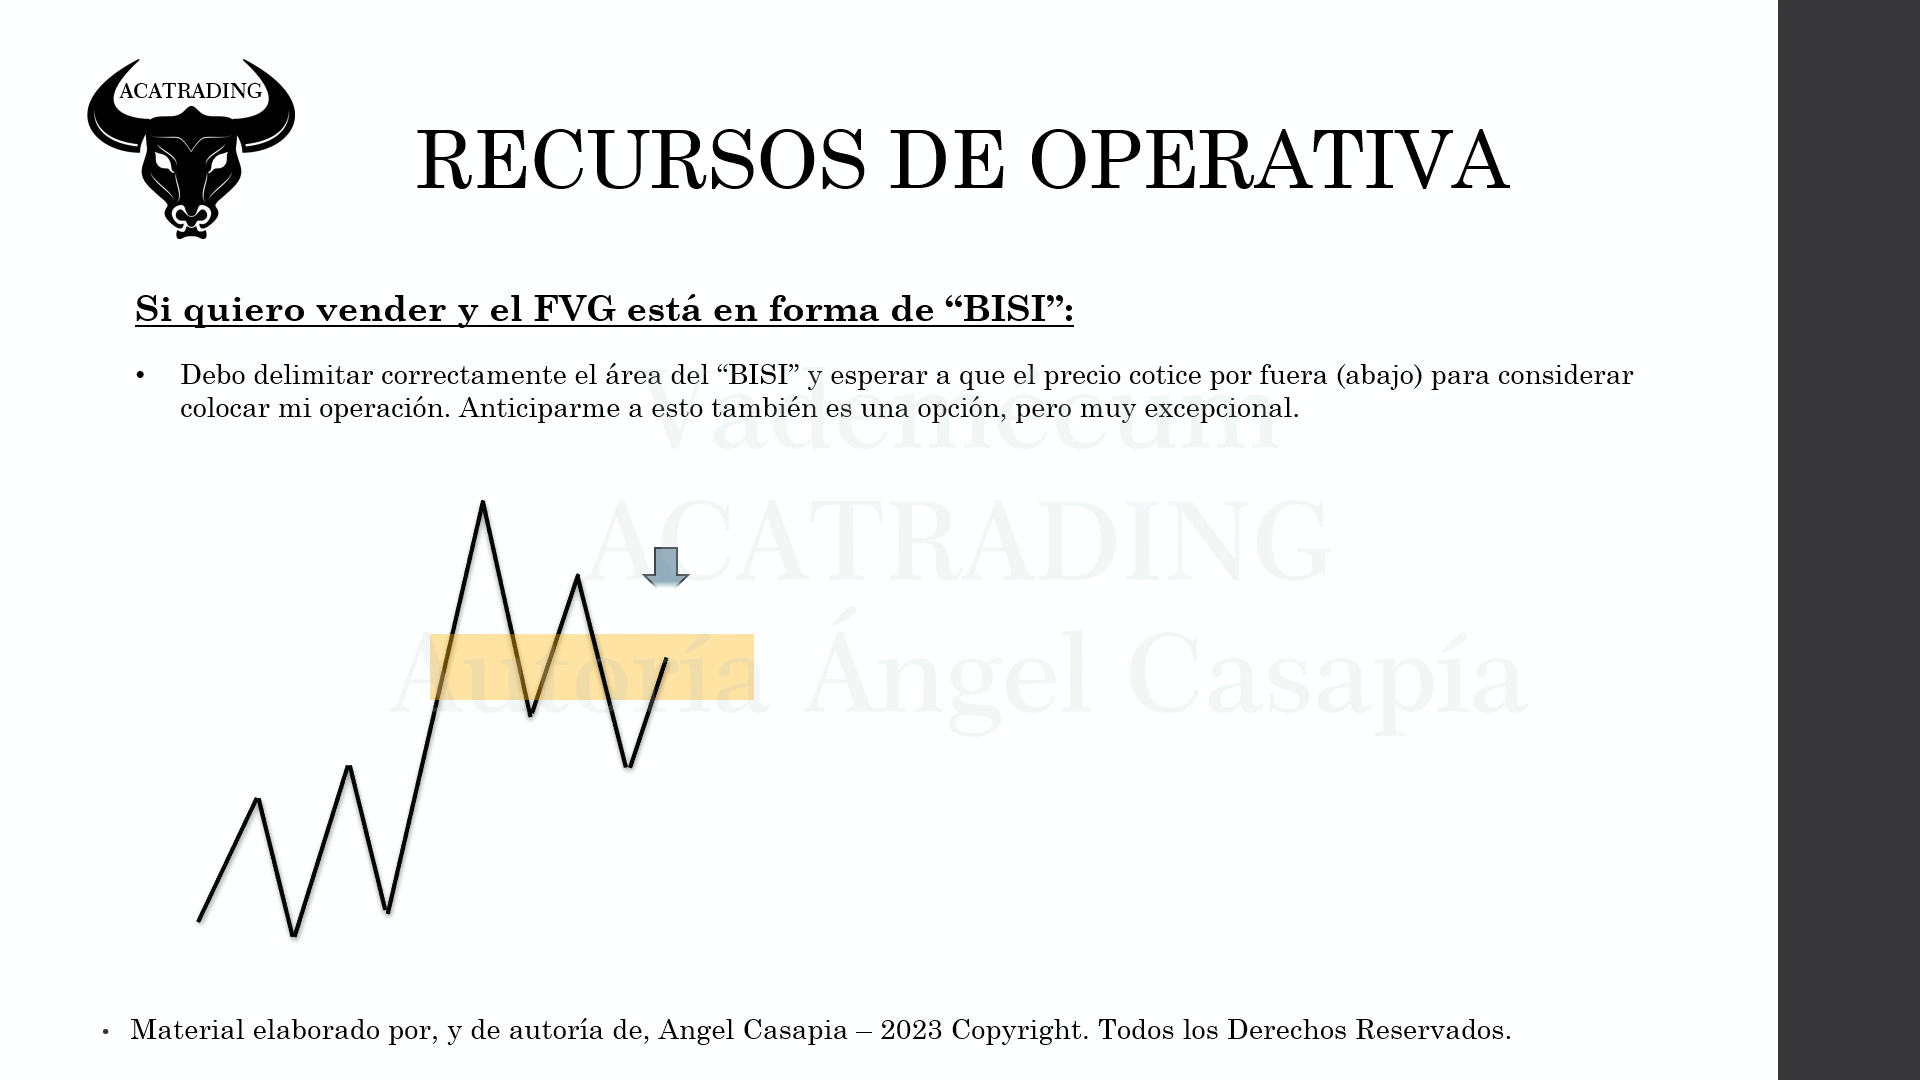 ACATRADING
RECURSOS DE OPERATIVA
Si quiero vender y el FVG está en forma de “BISI”:
• Debo delimitar correctamente el área del “BISI” y esperar a que el precio cotice por fuera (abajo) para considerar
colocar mi operación. Anticiparme a esto también es una opción, pero muy excepcional.
Vademecum
ACATRADING
Autoría Ángel Casapía
• Material elaborado por, y de autoría de, Angel Casapia – 2023 Copyright. Todos los Derechos Reservados.